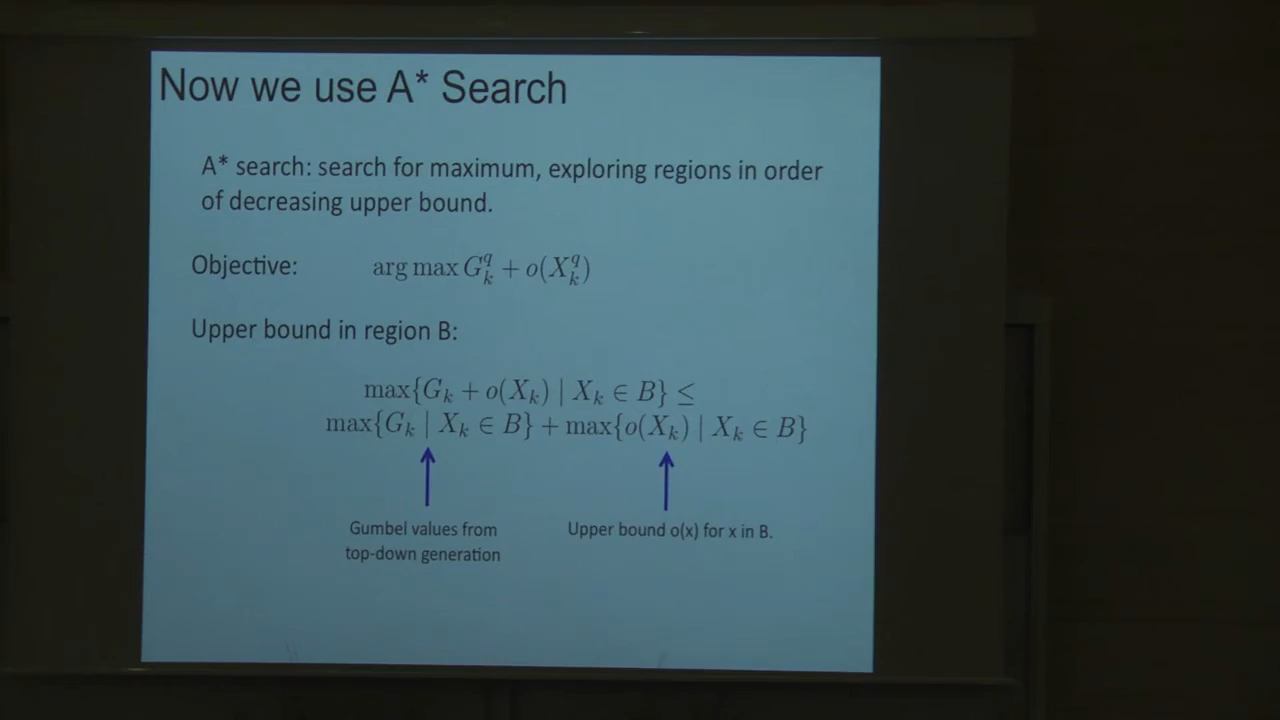 Now we use A* Search
A* search: search for maximum, exploring regions in order
of decreasing upper bound.
Objective: arg max G_k^q + o(X_k^q)
Upper bound in region B:
max{G_k + o(X_k) | X_k ∈ B} ≤
max{G_k | X_k ∈ B} + max{o(X_k) | X_k ∈ B}
Gumbel values from
top-down generation
Upper bound o(x) for x in B.